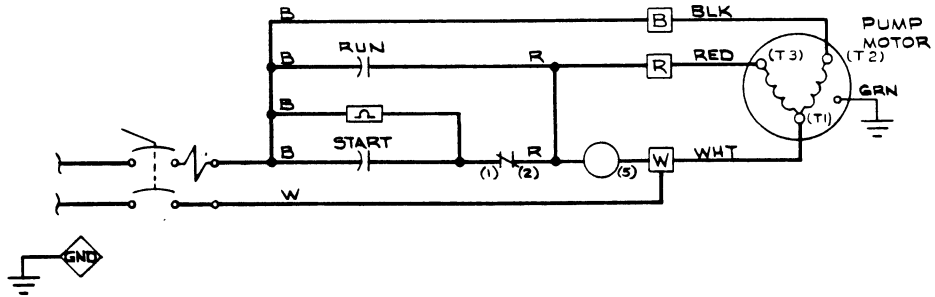 B
B
BLK
PUMP
MOTOR
B
RUN
R
R
RED
(T3)
(T2)
GRN
B
(T1)
START
B
R
(1)
(2)
(5)
W
WHT
W
GND